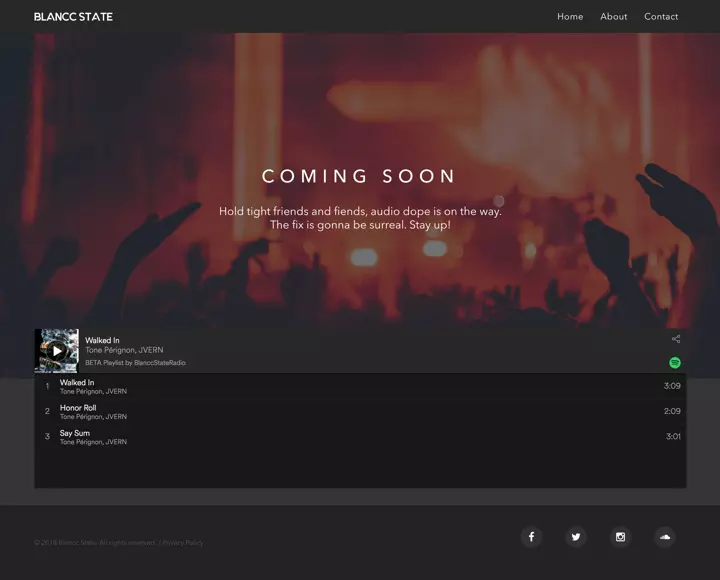 BLANCC STATE
Home About Contact
COMING SOON
Hold tight friends and fiends, audio dope is on the way.
The fix is gonna be surreal. Stay up!
Walked In
Tone Pérignon, JVERN
BETA Playlist by BlanccStateRadio
1 Walked In 3:09
Tone Pérignon, JVERN
2 Honor Roll 2:09
Tone Pérignon, JVERN
3 Say Sum 3:01
Tone Pérignon, JVERN
© 2018 Blancc State. All rights reserved. / Privacy Policy